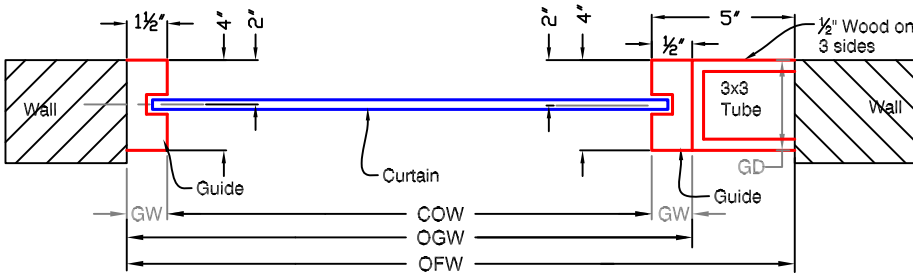 1½"
4"
2"
2"
4"
5"
½"
½" Wood on
3 sides
Wall
3x3
Tube
Wall
GD
Guide
Curtain
Guide
GW
COW
GW
OGW
OFW